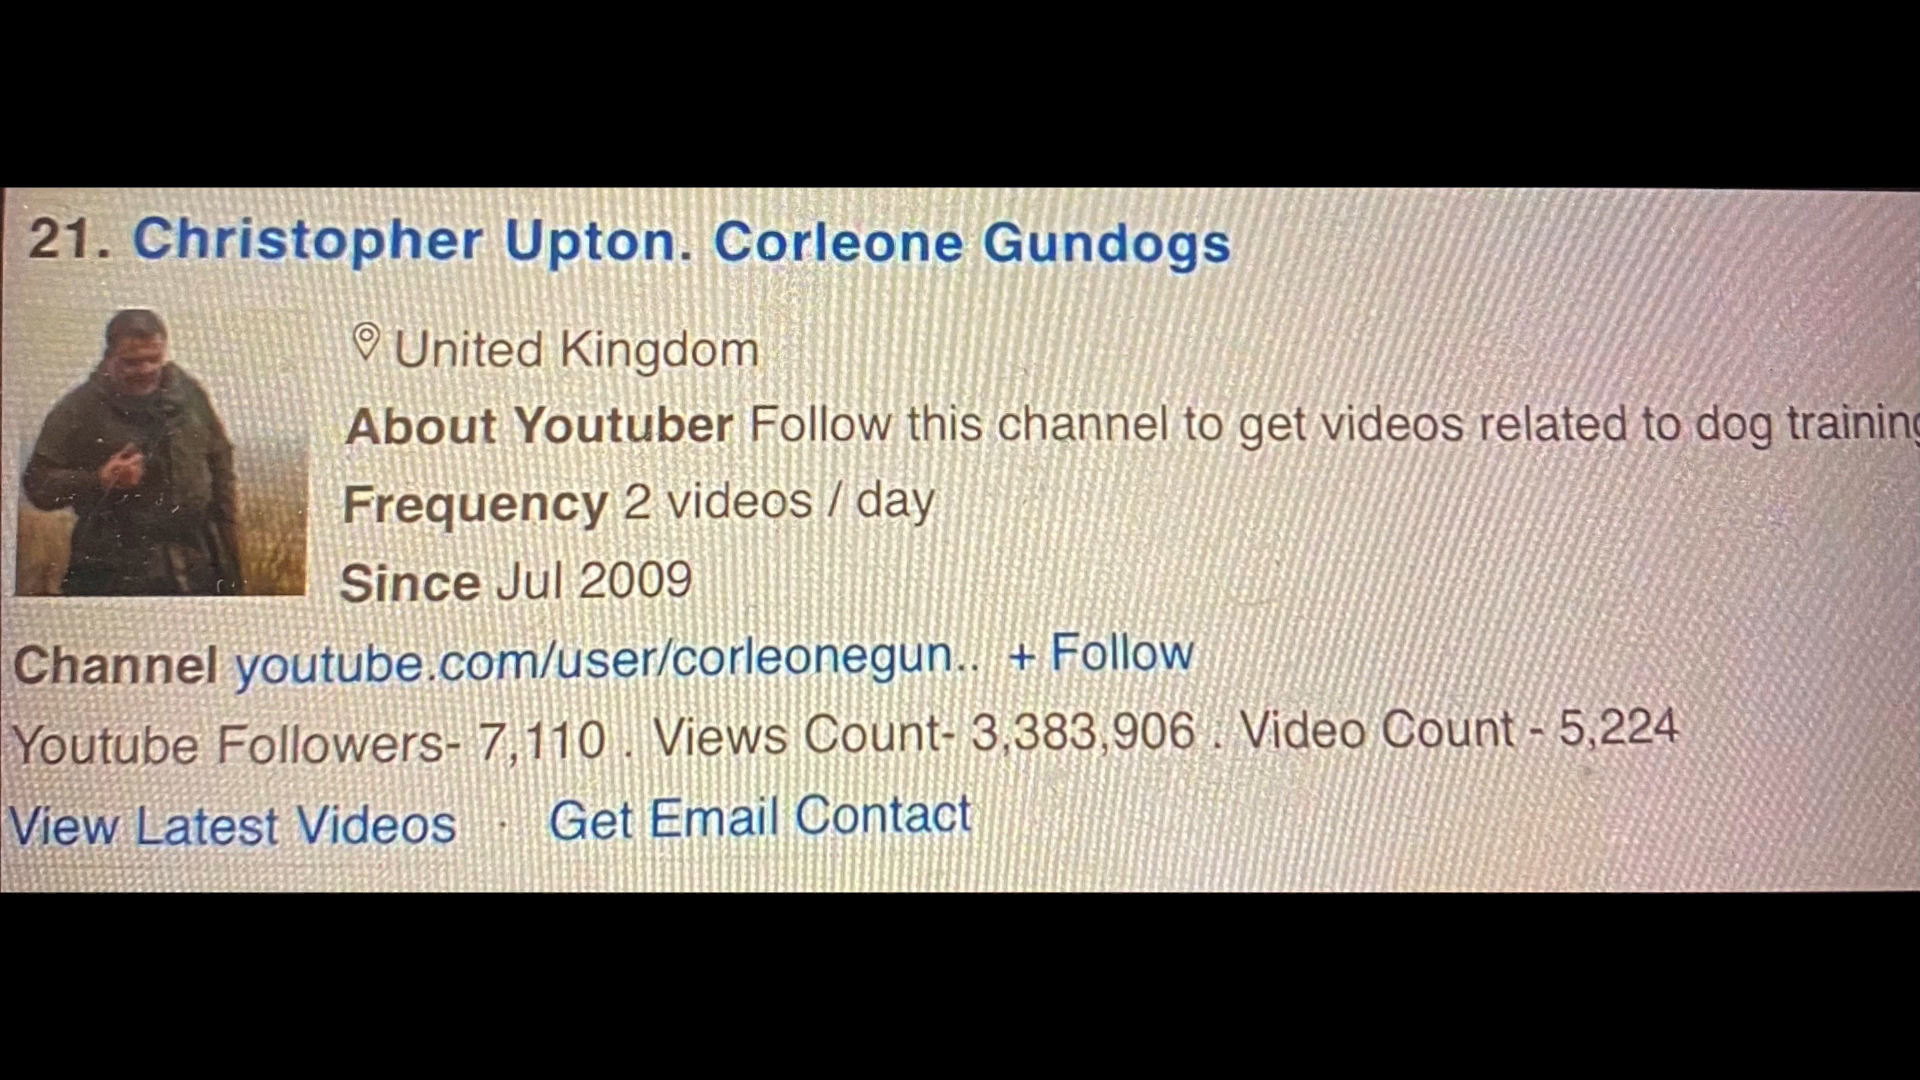 21. Christopher Upton. Corleone Gundogs
United Kingdom
About Youtuber Follow this channel to get videos related to dog training
Frequency 2 videos / day
Since Jul 2009
Channel youtube.com/user/corleonegun.. + Follow
Youtube Followers- 7,110 . Views Count- 3,383,906 . Video Count - 5,224
View Latest Videos · Get Email Contact